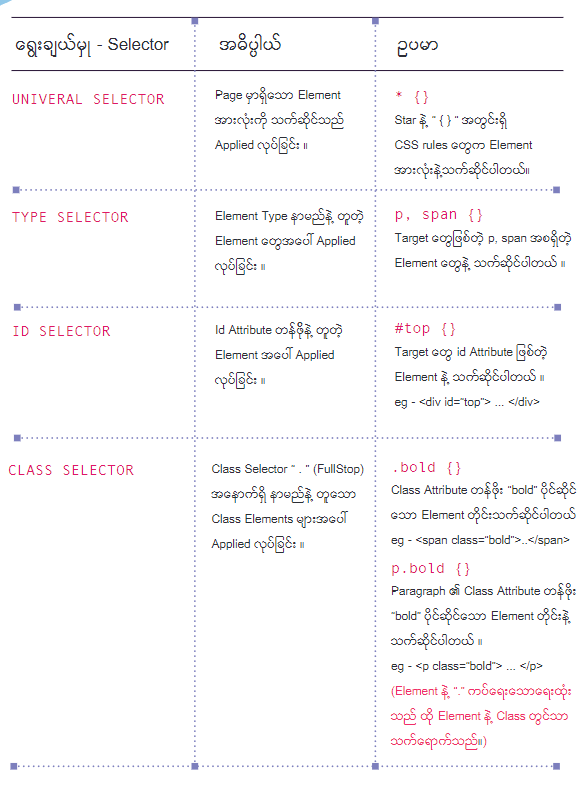 ရွေးချယ်မှု - Selector
အဓိပ္ပါယ်
ဥပမာ
UNIVERAL SELECTOR
Page မှာရှိသော Element
အားလုံးကို သက်ဆိုင်သည်
Applied လုပ်ခြင်း ။
* {}
Star နဲ့ “ { } “ အတွင်းရှိ
CSS rules တွေက Element
အားလုံးနဲ့သက်ဆိုင်ပါတယ်။
TYPE SELECTOR
Element Type နာမည်နဲ့ တူတဲ့
Element တွေအပေါ် Applied
လုပ်ခြင်း ။
p, span {}
Target တွေဖြစ်တဲ့ p, span အစရှိတဲ့
Element တွေနဲ့ သက်ဆိုင်ပါတယ် ။
ID SELECTOR
Id Attribute တန်ဖိုနဲ့ တူတဲ့
Element အပေါ် Applied
လုပ်ခြင်း ။
#top {}
Target တွေ id Attribute ဖြစ်တဲ့
Element နဲ့ သက်ဆိုင်ပါတယ် ။
eg - <div id="top"> ... </div>
CLASS SELECTOR
Class Selector “ . ” (FullStop)
အနောက်ရှိ နာမည်နဲ့ တူသော
Class Elements များအပေါ်
Applied လုပ်ခြင်း ။
.bold {}
Class Attribute တန်ဖိုး “bold” ပိုင်ဆိုင်
သော Element တိုင်းသက်ဆိုင်ပါတယ်
eg - <span class="bold">..</span>
p.bold {}
Paragraph ၏ Class Attribute တန်ဖိုး
“bold” ပိုင်ဆိုင်သော Element တိုင်းနဲ့
သက်ဆိုင်ပါတယ် ။
eg - <p class="bold"> ... </p>
(Element နဲ့ “.” ကပ်ရေးသောရေးထုံး
သည် ထို Element နဲ့ Class တွင်သာ
သက်ရောက်သည်။)